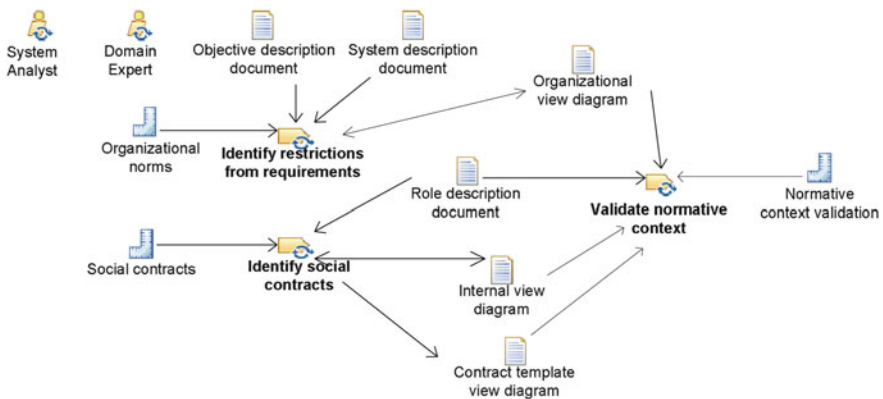 System
Analyst
Domain
Expert
Objective description
document
System description
document
Organizational
view diagram
Organizational
norms
Identify restrictions
from requirements
Role description
document
Validate normative
context
Normative
context validation
Social contracts
Identify social
contracts
Internal view
diagram
Contract template
view diagram